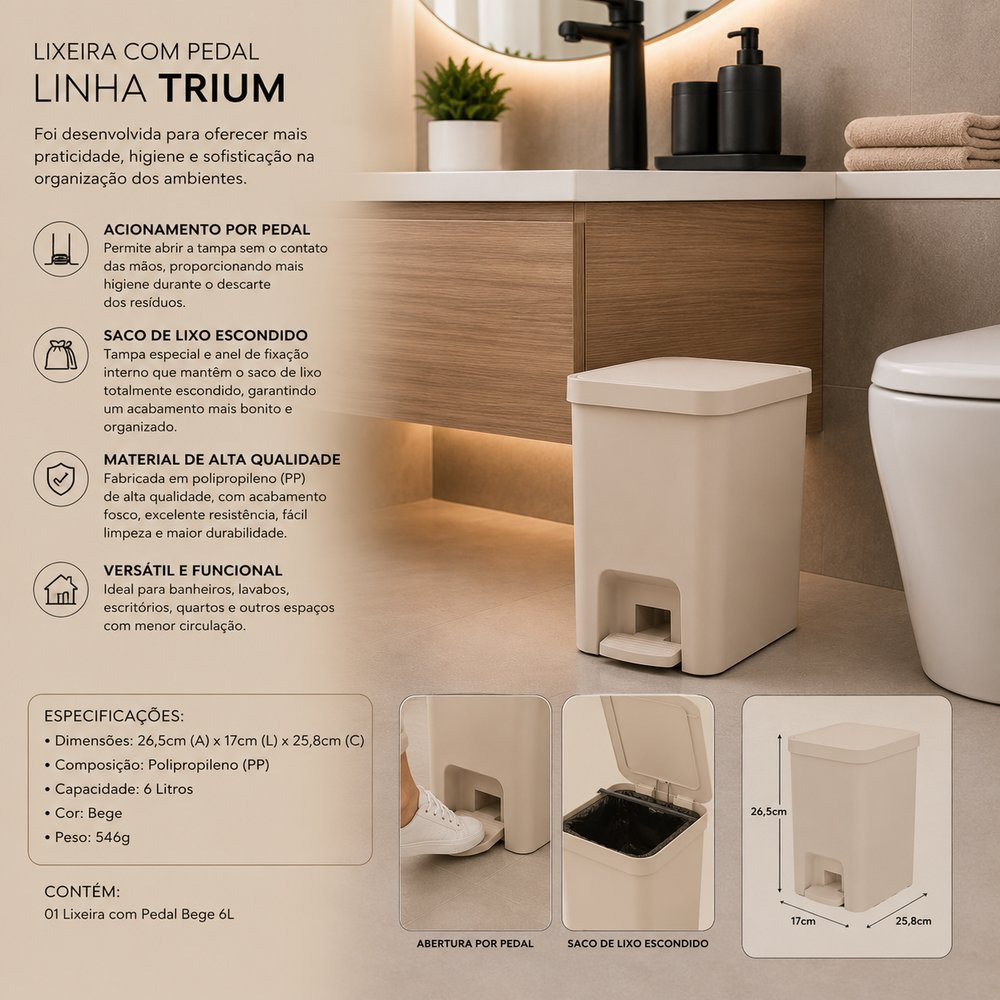 LIXEIRA COM PEDAL
LINHA TRIUM
Foi desenvolvida para oferecer mais
praticidade, higiene e sofisticação na
organização dos ambientes.
ACIONAMENTO POR PEDAL
Permite abrir a tampa sem o contato
das mãos, proporcionando mais
higiene durante o descarte
dos resíduos.
SACO DE LIXO ESCONDIDO
Tampa especial e anel de fixação
interno que mantêm o saco de lixo
totalmente escondido, garantindo
um acabamento mais bonito e
organizado.
MATERIAL DE ALTA QUALIDADE
Fabricada em polipropileno (PP)
de alta qualidade, com acabamento
fosco, excelente resistência, fácil
limpeza e maior durabilidade.
VERSÁTIL E FUNCIONAL
Ideal para banheiros, lavabos,
escritórios, quartos e outros espaços
com menor circulação.
ESPECIFICAÇÕES:
• Dimensões: 26,5cm (A) x 17cm (L) x 25,8cm (C)
• Composição: Polipropileno (PP)
• Capacidade: 6 Litros
• Cor: Bege
• Peso: 546g
CONTÉM:
01 Lixeira com Pedal Bege 6L
ABERTURA POR PEDAL
SACO DE LIXO ESCONDIDO
26,5cm
17cm
25,8cm